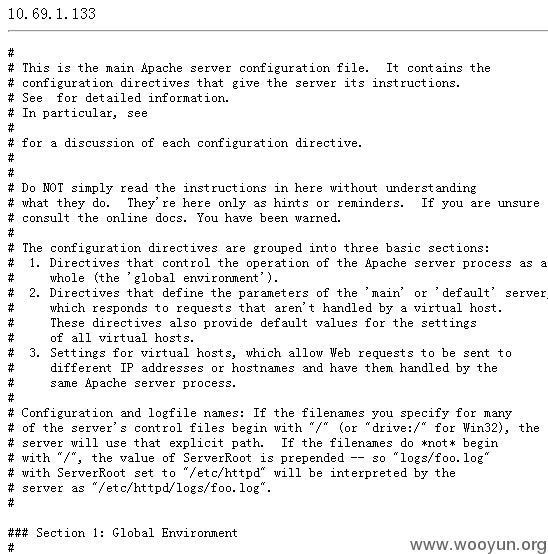 10.69.1.133
#
# This is the main Apache server configuration file.  It contains the
# configuration directives that give the server its instructions.
# See  for detailed information.
# In particular, see
#
# for a discussion of each configuration directive.
#
#
# Do NOT simply read the instructions in here without understanding
# what they do.  They're here only as hints or reminders.  If you are unsure
# consult the online docs. You have been warned.
#
# The configuration directives are grouped into three basic sections:
#  1. Directives that control the operation of the Apache server process as a
#     whole (the 'global environment').
#  2. Directives that define the parameters of the 'main' or 'default' server,
#     which responds to requests that aren't handled by a virtual host.
#     These directives also provide default values for the settings
#     of all virtual hosts.
#  3. Settings for virtual hosts, which allow Web requests to be sent to
#     different IP addresses or hostnames and have them handled by the
#     same Apache server process.
#
# Configuration and logfile names: If the filenames you specify for many
# of the server's control files begin with "/" (or "drive:/" for Win32), the
# server will use that explicit path.  If the filenames do *not* begin
# with "/", the value of ServerRoot is prepended -- so "logs/foo.log"
# with ServerRoot set to "/etc/httpd" will be interpreted by the
# server as "/etc/httpd/logs/foo.log".
#
### Section 1: Global Environment
#
www.wooyun.org